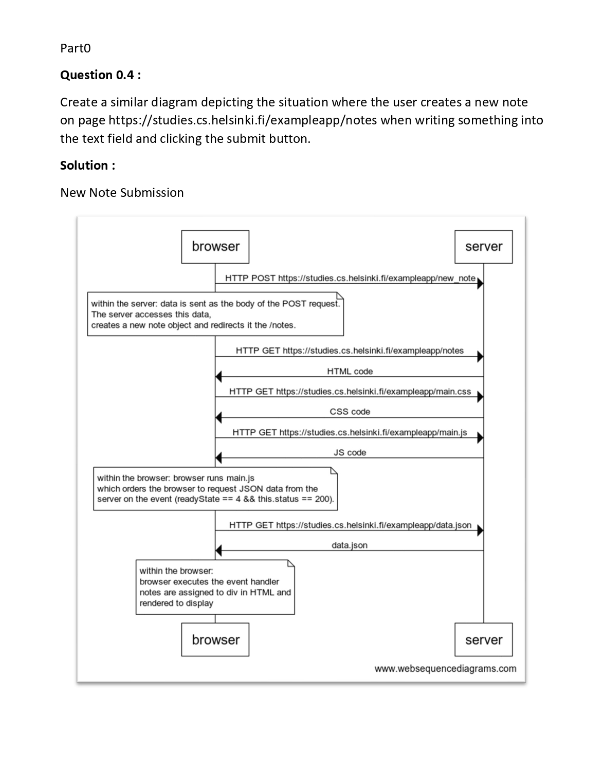 Part0
Question 0.4 :
Create a similar diagram depicting the situation where the user creates a new note
on page https://studies.cs.helsinki.fi/exampleapp/notes when writing something into
the text field and clicking the submit button.
Solution :
New Note Submission
browser
server
HTTP POST https://studies.cs.helsinki.fi/exampleapp/new_note
within the server: data is sent as the body of the POST request.
The server accesses this data,
creates a new note object and redirects it the /notes.
HTTP GET https://studies.cs.helsinki.fi/exampleapp/notes
HTML code
HTTP GET https://studies.cs.helsinki.fi/exampleapp/main.css
CSS code
HTTP GET https://studies.cs.helsinki.fi/exampleapp/main.js
JS code
within the browser: browser runs main.js
which orders the browser to request JSON data from the
server on the event (readyState == 4 && this.status == 200).
HTTP GET https://studies.cs.helsinki.fi/exampleapp/data.json
data.json
within the browser:
browser executes the event handler
notes are assigned to div in HTML and
rendered to display
browser
server
www.websequencediagrams.com